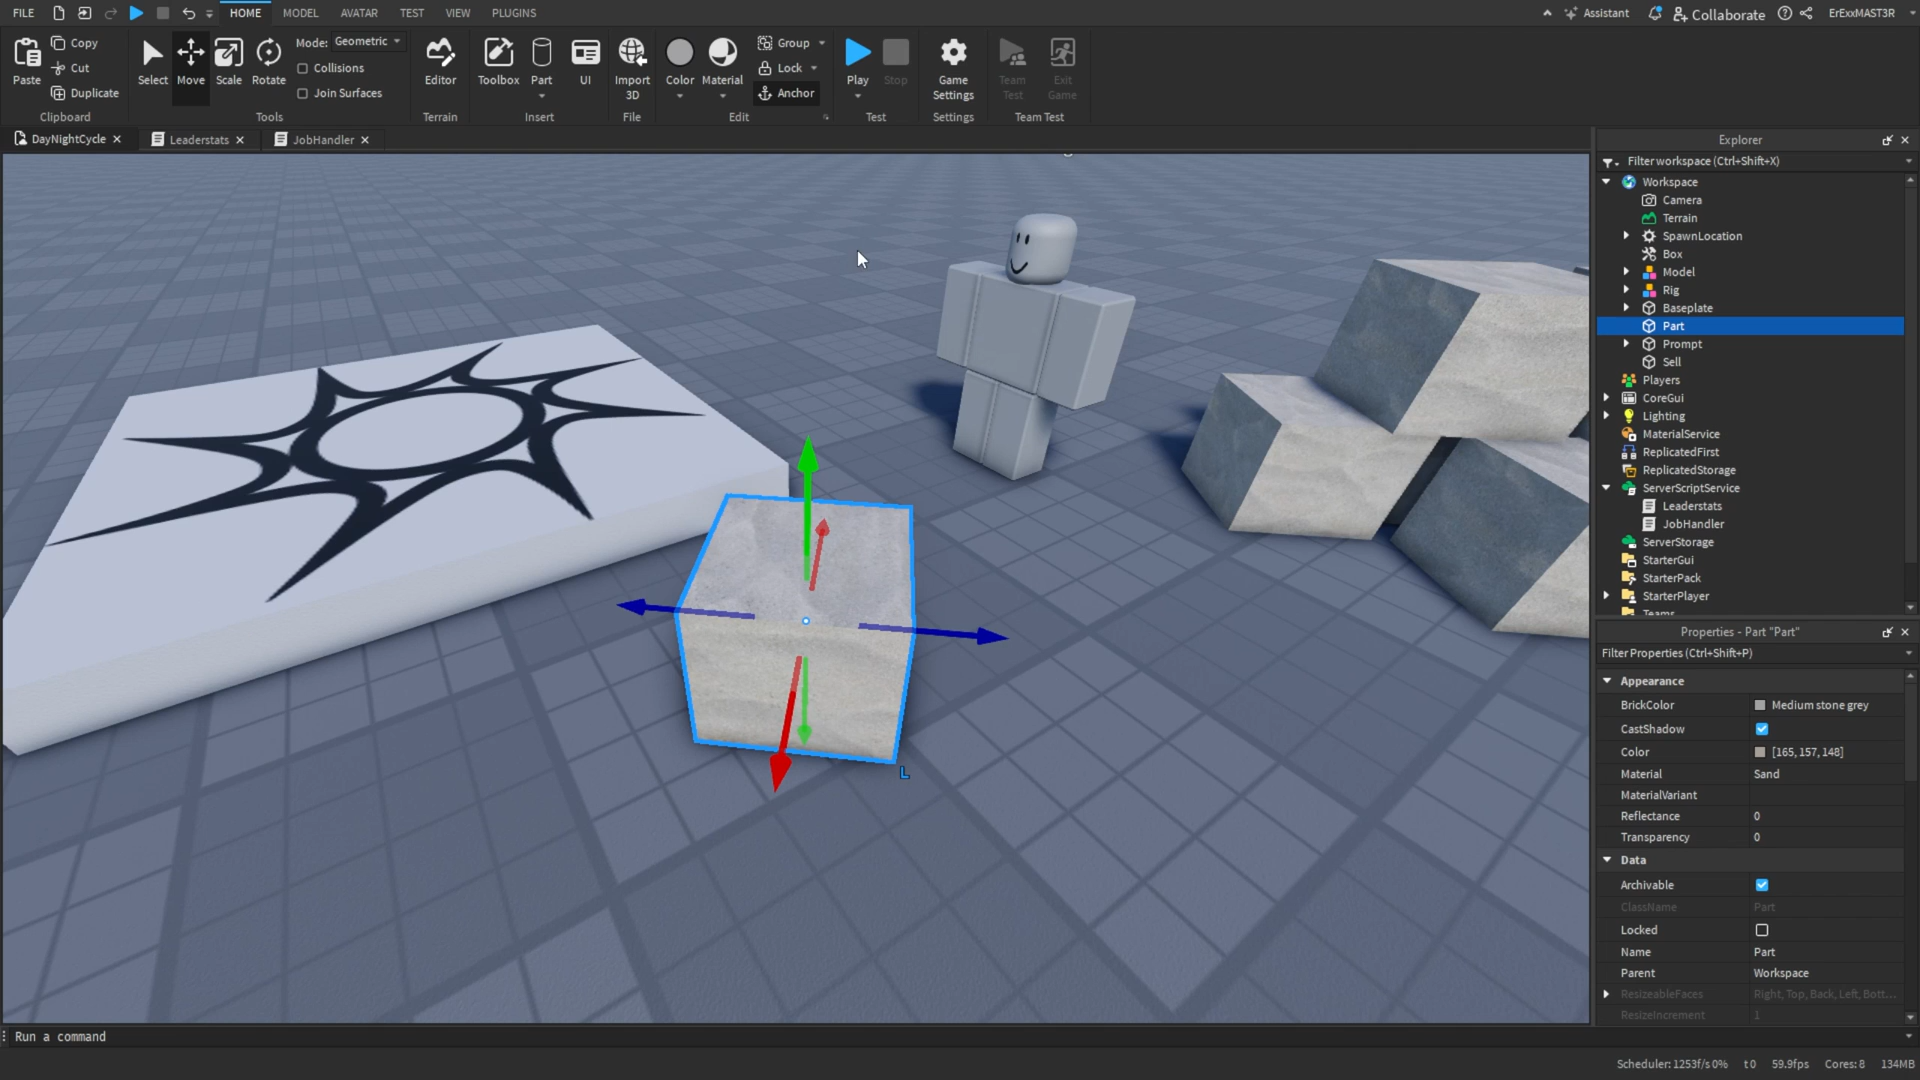 FILE HOME MODEL AVATAR TEST VIEW PLUGINS Assistant Collaborate ErExxMAST3R
Paste
Copy
Cut
Duplicate
Clipboard
Select Move Scale Rotate
Mode: Geometric
Collisions
Join Surfaces
Tools
Editor
Terrain
Toolbox Part UI
Insert
Import
3D
File
Color Material
Group
Lock
Anchor
Edit
Play Stop
Test
Game
Settings
Settings
Team
Test
Exit
Game
Team Test
DayNightCycle Leaderstats JobHandler
L
Explorer
Filter workspace (Ctrl+Shift+X)
Workspace
Camera
Terrain
SpawnLocation
Box
Model
Rig
Baseplate
Part
Prompt
Sell
Players
CoreGui
Lighting
MaterialService
ReplicatedFirst
ReplicatedStorage
ServerScriptService
Leaderstats
JobHandler
ServerStorage
StarterGui
StarterPack
StarterPlayer
Teams
Properties - Part "Part"
Filter Properties (Ctrl+Shift+P)
Appearance
BrickColor Medium stone grey
CastShadow
Color [165, 157, 148]
Material Sand
MaterialVariant
Reflectance 0
Transparency 0
Data
Archivable
ClassName Part
Locked
Name Part
Parent Workspace
ResizeableFaces Right, Top, Back, Left, Bott...
ResizeIncrement 1
Run a command
Scheduler: 1253f/s 0% t 0 59.9fps Cores: 8 134MB